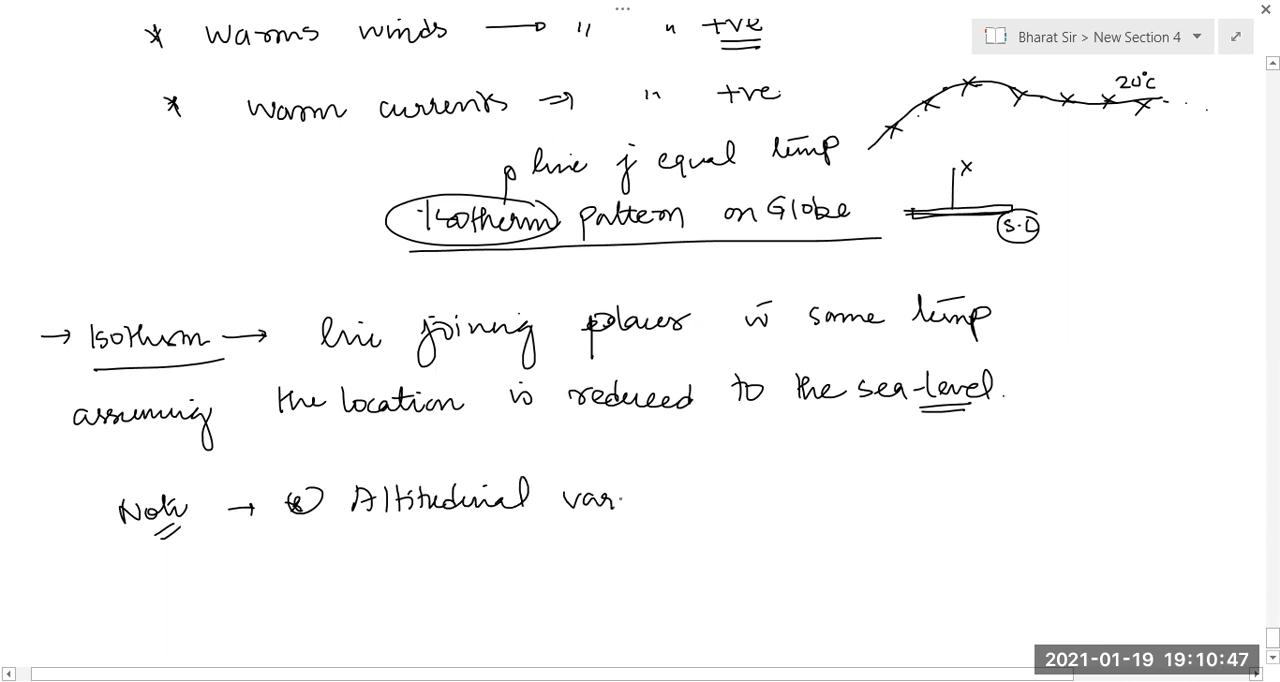 * Warms winds → " " +ve
Bharat Sir > New Section 4
* Warm currents ⇒ " +ve
20°C
line of equal temp
x
Isotherm pattern on Globe
S.L
→ Isotherm → line joining places w same temp
assuming the location is reduced to the sea-level.
Note → * Altitudinal var
2021-01-19 19:10:47